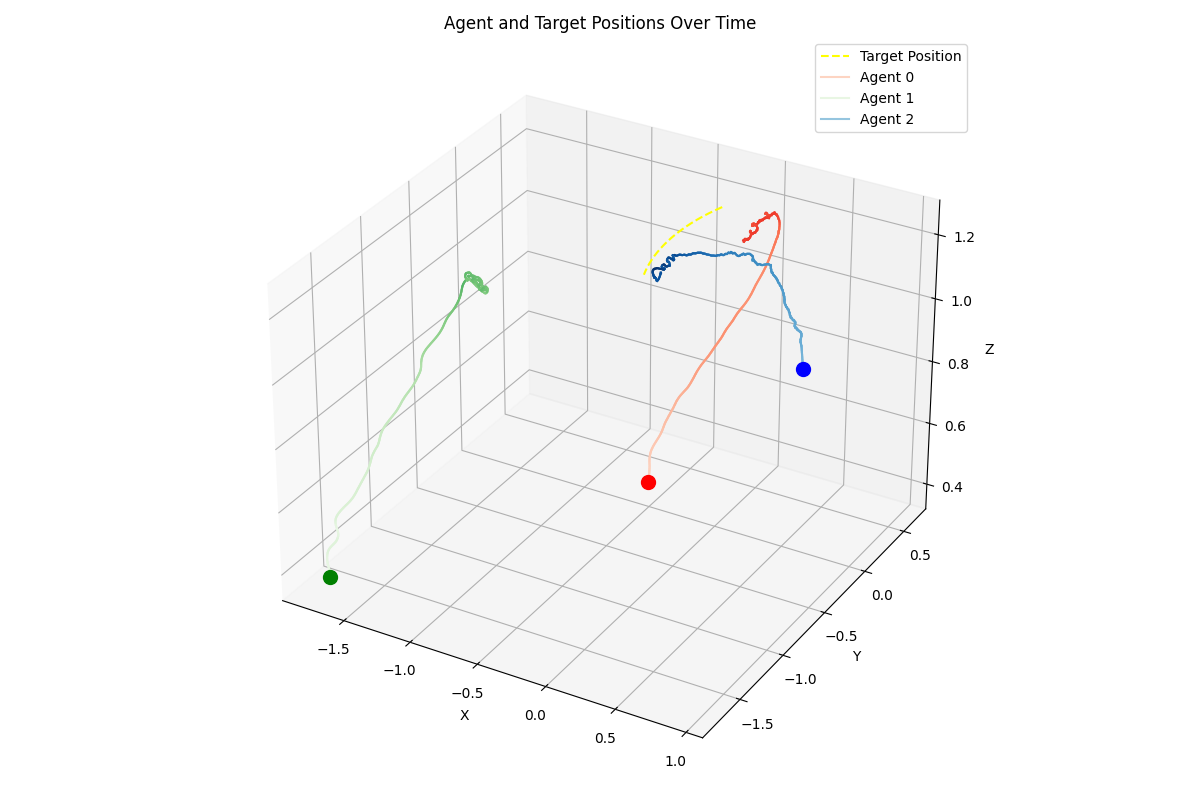 Agent and Target Positions Over Time
Target Position
Agent 0
Agent 1
Agent 2
1.2
1.0
Z
0.8
0.6
0.4
0.5
0.0
−0.5
Y
−1.0
−1.5
−1.5
−1.0
−0.5
X
0.0
0.5
1.0